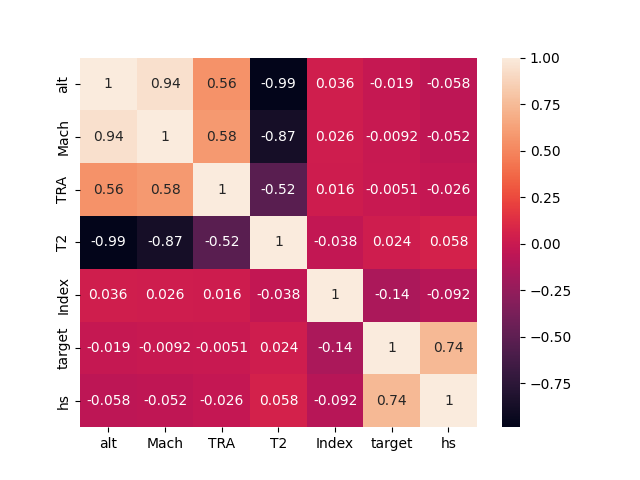 alt 1 0.94 0.56 -0.99 0.036 -0.019 -0.058
Mach 0.94 1 0.58 -0.87 0.026 -0.0092 -0.052
TRA 0.56 0.58 1 -0.52 0.016 -0.0051 -0.026
T2 -0.99 -0.87 -0.52 1 -0.038 0.024 0.058
Index 0.036 0.026 0.016 -0.038 1 -0.14 -0.092
target -0.019 -0.0092 -0.0051 0.024 -0.14 1 0.74
hs -0.058 -0.052 -0.026 0.058 -0.092 0.74 1
alt Mach TRA T2 Index target hs
1.00
0.75
0.50
0.25
0.00
−0.25
−0.50
−0.75